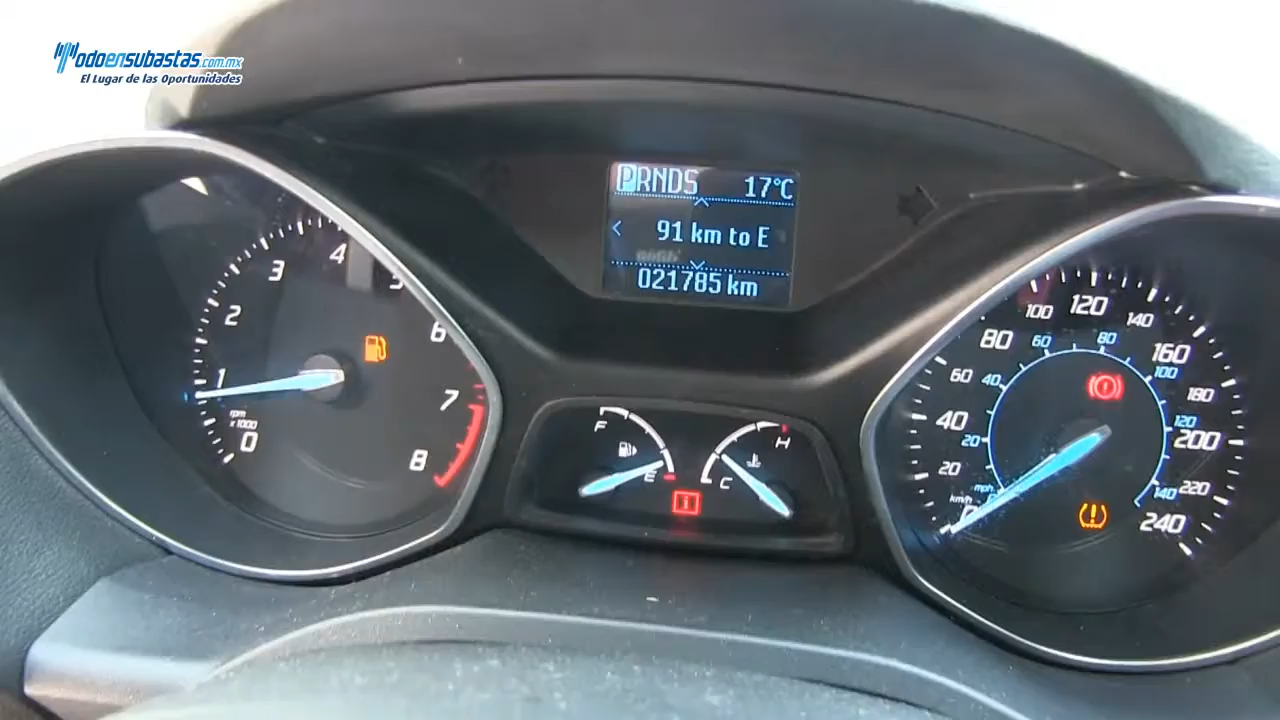 Todoensubastas.com.mx
El Lugar de las Oportunidades
PRNDS 17°C
91 km to E
021785 km
0 1 2 3 4 5 6 7 8
rpm
x 1000
F
E
H
C
0 20 40 60 80 100 120 140 160 180 200 220 240
km/h
20 40 60 80 100 120 140
mph